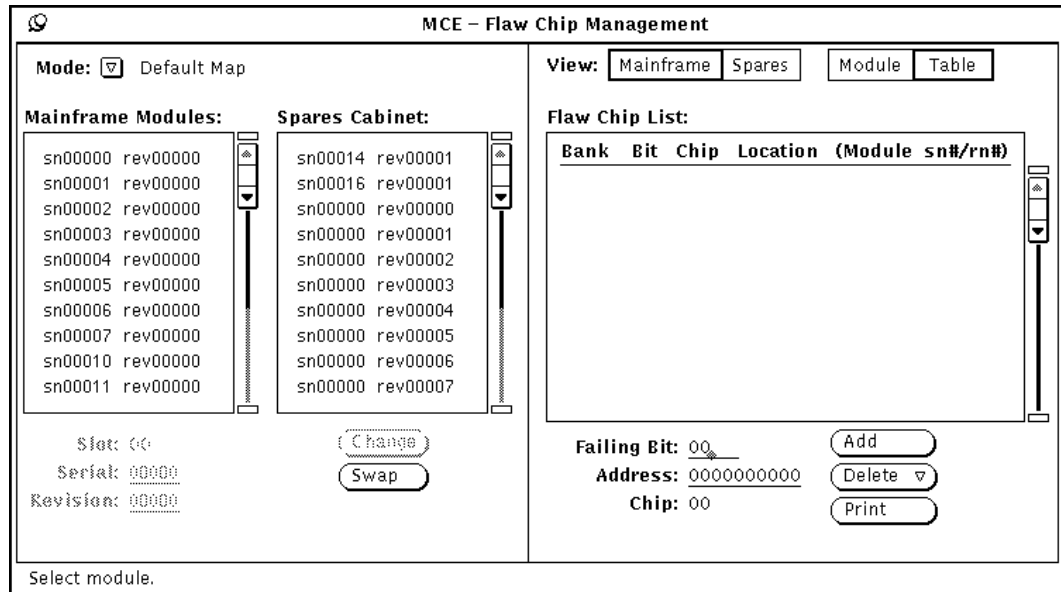 MCE – Flaw Chip Management
Mode: Default Map
Mainframe Modules:
sn00000 rev00000
sn00001 rev00000
sn00002 rev00000
sn00003 rev00000
sn00004 rev00000
sn00005 rev00000
sn00006 rev00000
sn00007 rev00000
sn00010 rev00000
sn00011 rev00000
Slot: 00
Serial: 00000
Revision: 00000
Spares Cabinet:
sn00014 rev00001
sn00016 rev00001
sn00000 rev00000
sn00000 rev00001
sn00000 rev00002
sn00000 rev00003
sn00000 rev00004
sn00000 rev00005
sn00000 rev00006
sn00000 rev00007
Change
Swap
View: Mainframe Spares Module Table
Flaw Chip List:
Bank Bit Chip Location (Module sn#/rn#)
Failing Bit: 00
Address: 0000000000
Chip: 00
Add
Delete
Print
Select module.